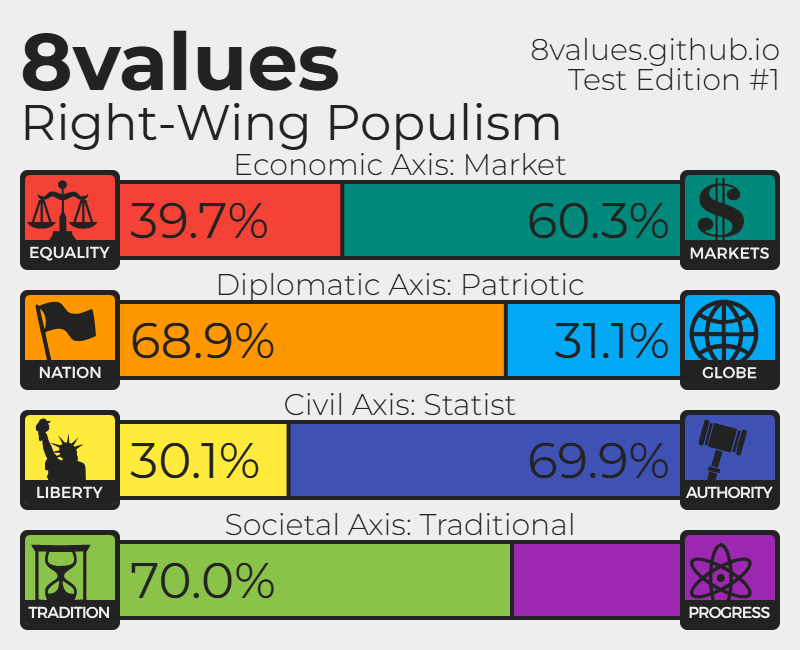 8values
8values.github.io
Test Edition #1
Right-Wing Populism
Economic Axis: Market
EQUALITY
39.7%
60.3%
MARKETS
Diplomatic Axis: Patriotic
NATION
68.9%
31.1%
GLOBE
Civil Axis: Statist
LIBERTY
30.1%
69.9%
AUTHORITY
Societal Axis: Traditional
TRADITION
70.0%
PROGRESS